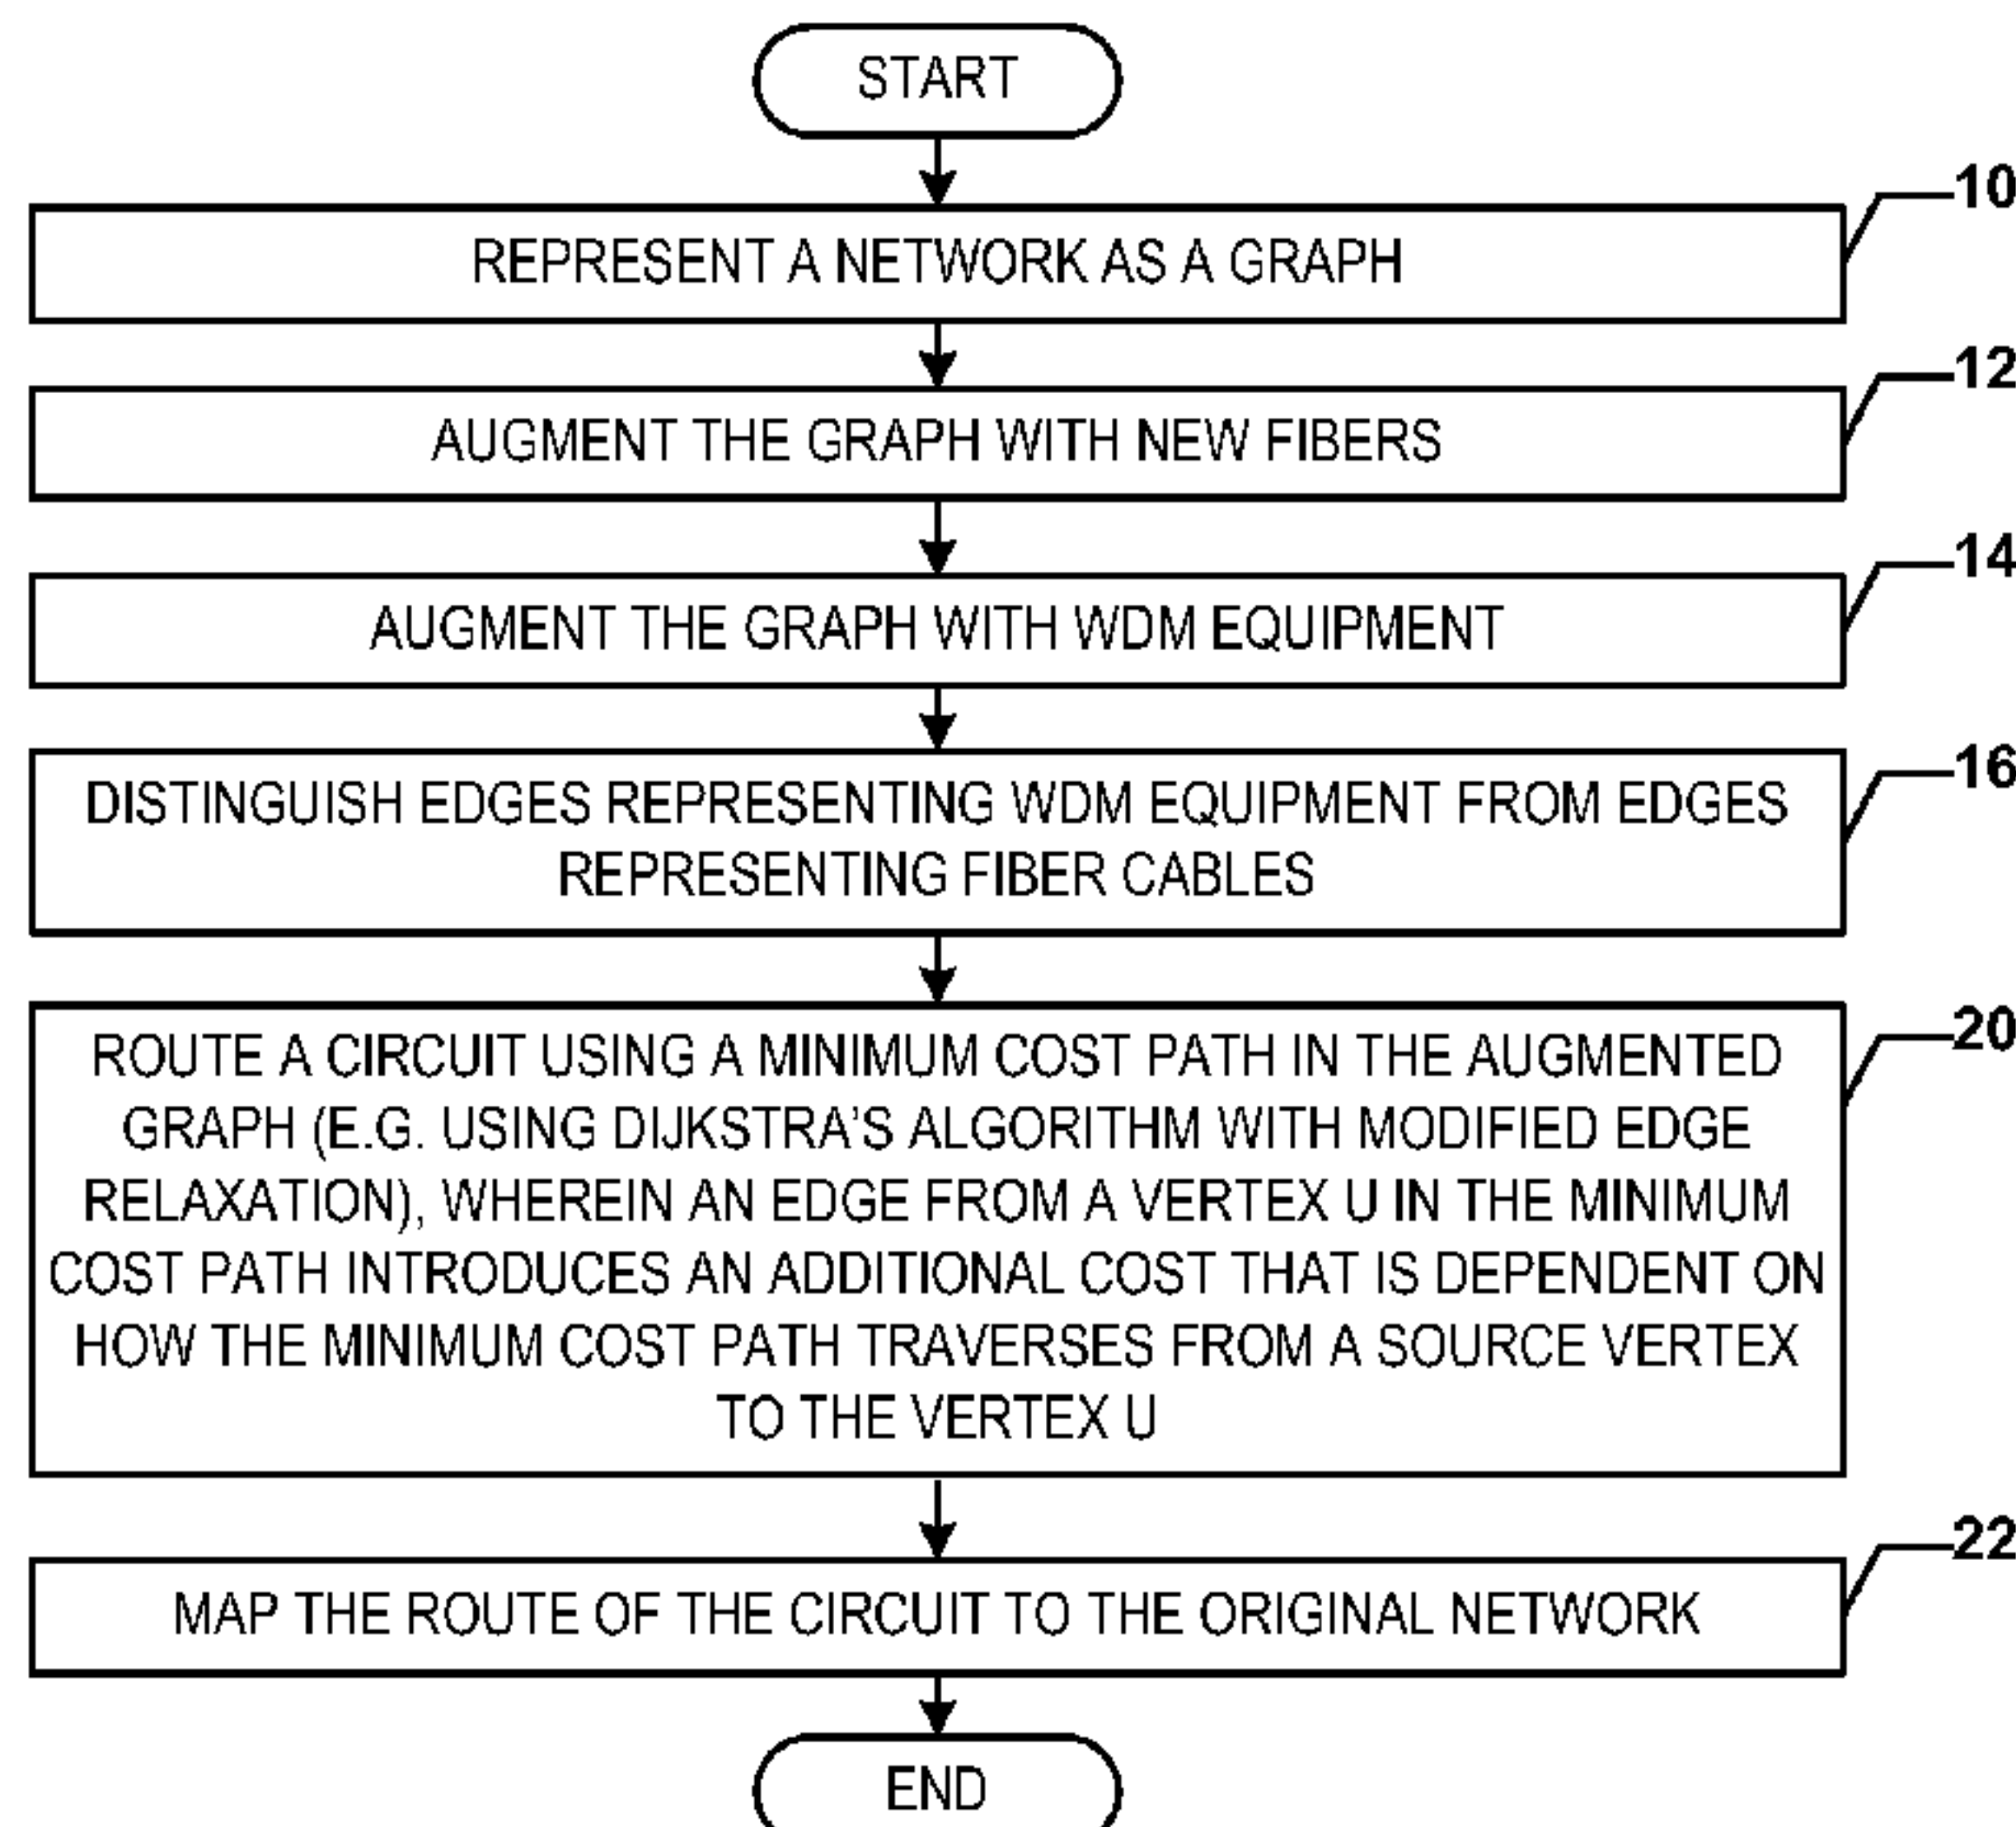 START
10
REPRESENT A NETWORK AS A GRAPH
12
AUGMENT THE GRAPH WITH NEW FIBERS
14
AUGMENT THE GRAPH WITH WDM EQUIPMENT
16
DISTINGUISH EDGES REPRESENTING WDM EQUIPMENT FROM EDGES
REPRESENTING FIBER CABLES
20
ROUTE A CIRCUIT USING A MINIMUM COST PATH IN THE AUGMENTED
GRAPH (E.G. USING DIJKSTRA'S ALGORITHM WITH MODIFIED EDGE
RELAXATION), WHEREIN AN EDGE FROM A VERTEX U IN THE MINIMUM
COST PATH INTRODUCES AN ADDITIONAL COST THAT IS DEPENDENT ON
HOW THE MINIMUM COST PATH TRAVERSES FROM A SOURCE VERTEX
TO THE VERTEX U
22
MAP THE ROUTE OF THE CIRCUIT TO THE ORIGINAL NETWORK
END